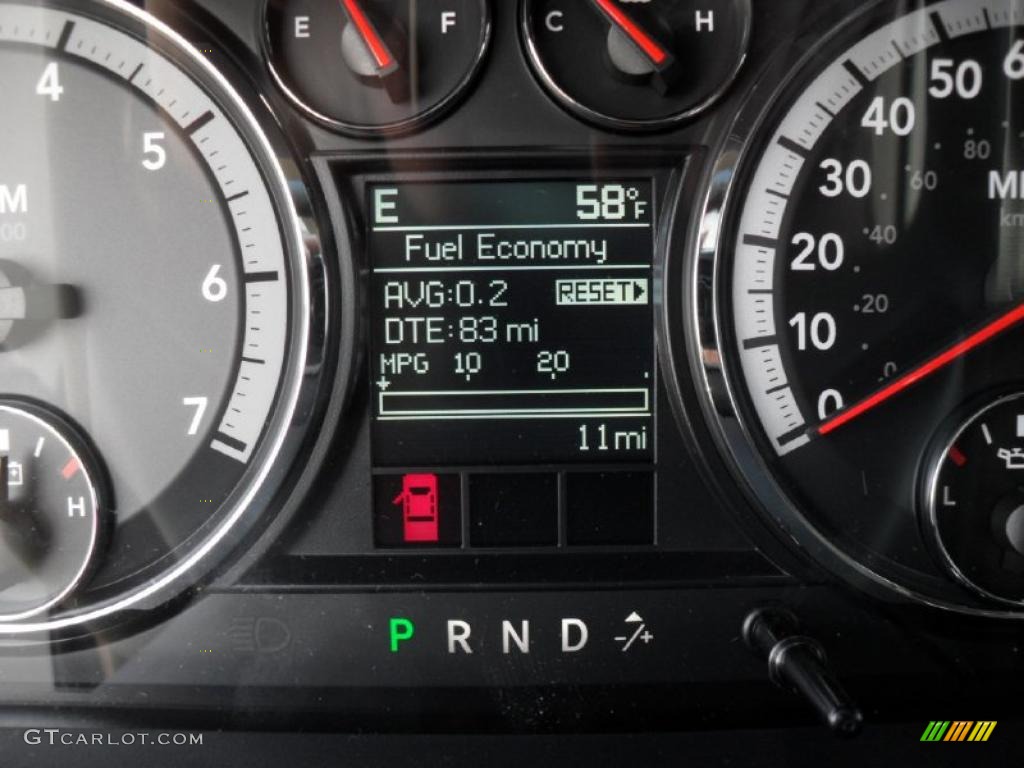 E F
C H
4
5
6
7
50
40
30
20
10
0
80
60
40
20
0
E 58°F
Fuel Economy
AVG:0.2 RESET
DTE:83 mi
MPG 10 20
11mi
H
L
P R N D -/+
GTCARLOT.COM